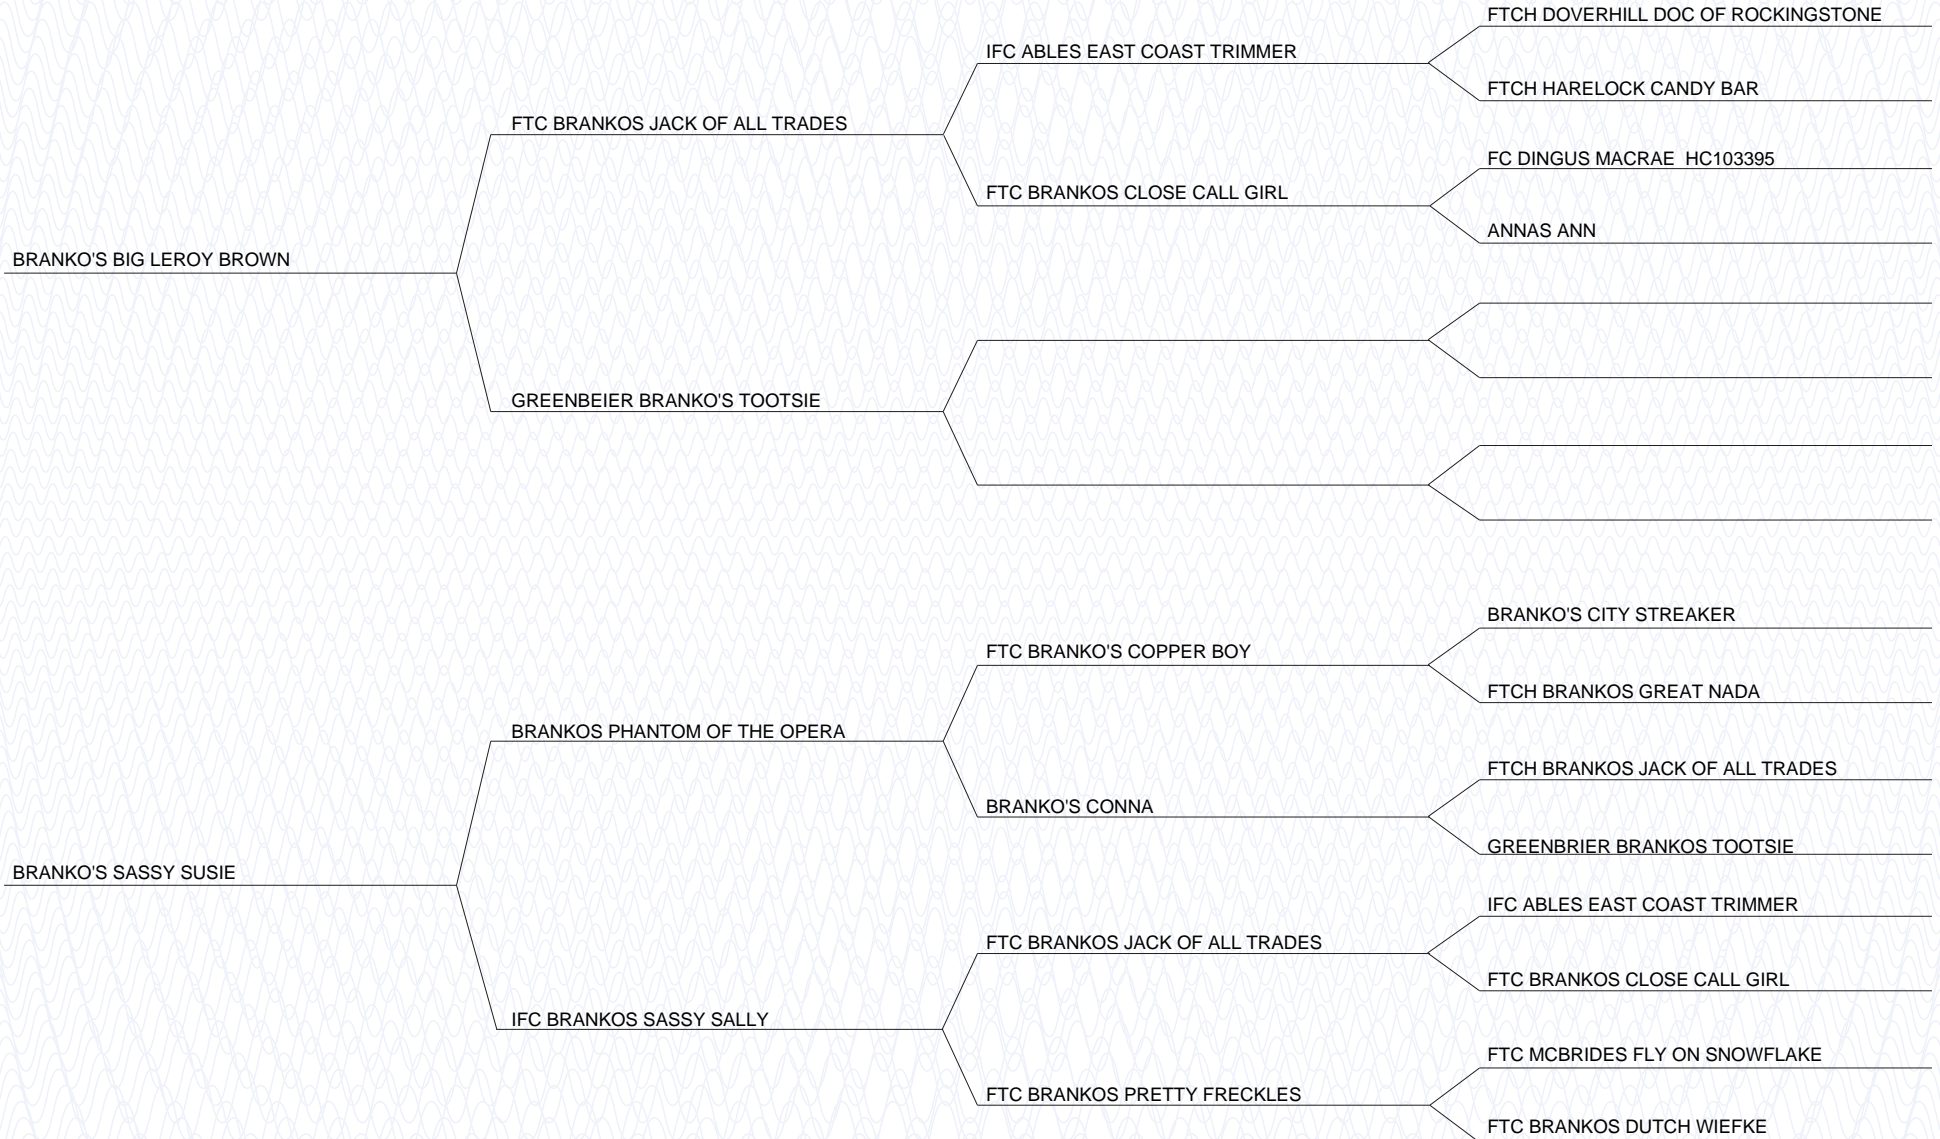 FTCH DOVERHILL DOC OF ROCKINGSTONE
IFC ABLES EAST COAST TRIMMER
FTCH HARELOCK CANDY BAR
FTC BRANKOS JACK OF ALL TRADES
FC DINGUS MACRAE  HC103395
FTC BRANKOS CLOSE CALL GIRL
ANNAS ANN
BRANKO'S BIG LEROY BROWN
GREENBEIER BRANKO'S TOOTSIE
BRANKO'S CITY STREAKER
FTC BRANKO'S COPPER BOY
FTCH BRANKOS GREAT NADA
BRANKOS PHANTOM OF THE OPERA
FTCH BRANKOS JACK OF ALL TRADES
BRANKO'S CONNA
GREENBRIER BRANKOS TOOTSIE
BRANKO'S SASSY SUSIE
IFC ABLES EAST COAST TRIMMER
FTC BRANKOS JACK OF ALL TRADES
FTC BRANKOS CLOSE CALL GIRL
IFC BRANKOS SASSY SALLY
FTC MCBRIDES FLY ON SNOWFLAKE
FTC BRANKOS PRETTY FRECKLES
FTC BRANKOS DUTCH WIEFKE